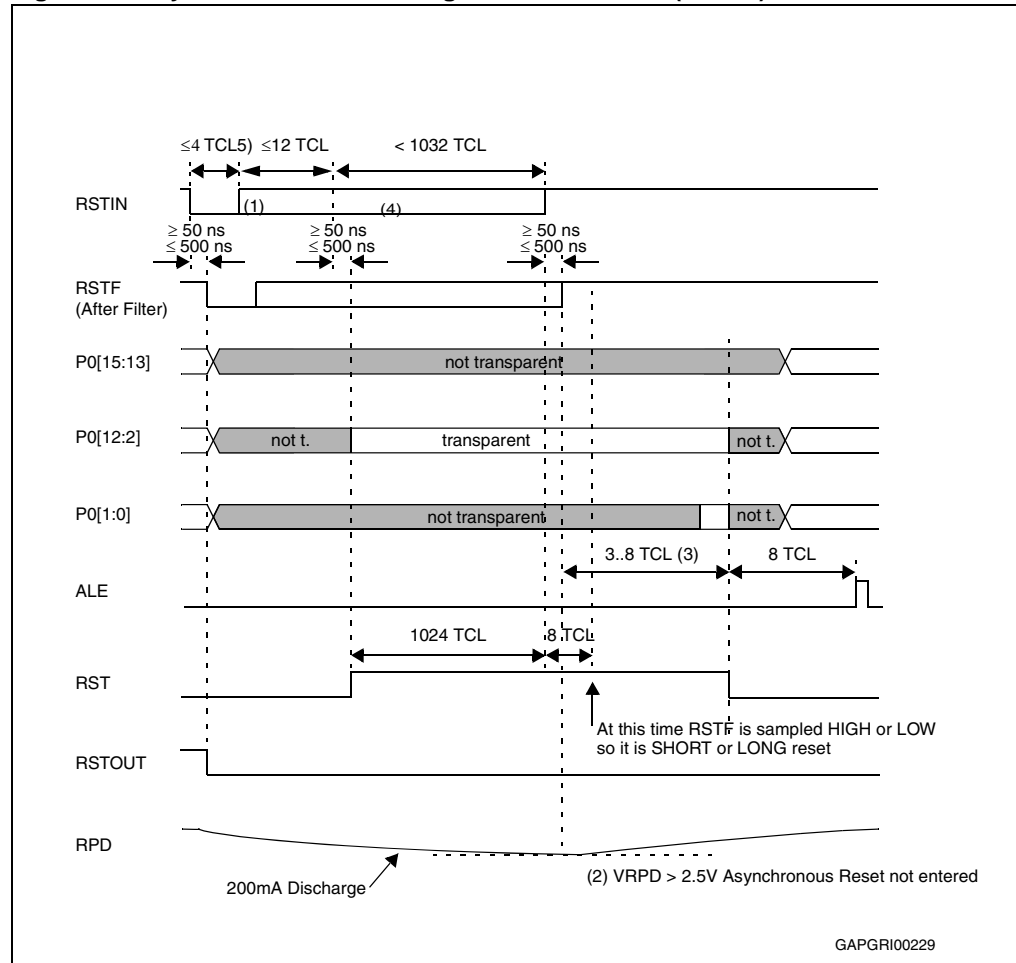 ≤4 TCL5) ≤12 TCL < 1032 TCL
RSTIN
(1)
(4)
≥ 50 ns ≥ 50 ns ≥ 50 ns
≤ 500 ns ≤ 500 ns ≤ 500 ns
RSTF
(After Filter)
P0[15:13]
not transparent
P0[12:2]
not t. transparent not t.
P0[1:0]
not transparent not t.
3..8 TCL (3) 8 TCL
ALE
1024 TCL 8 TCL
RST
At this time RSTF is sampled HIGH or LOW
so it is SHORT or LONG reset
RSTOUT
RPD
200mA Discharge
(2) VRPD > 2.5V Asynchronous Reset not entered
GAPGRI00229